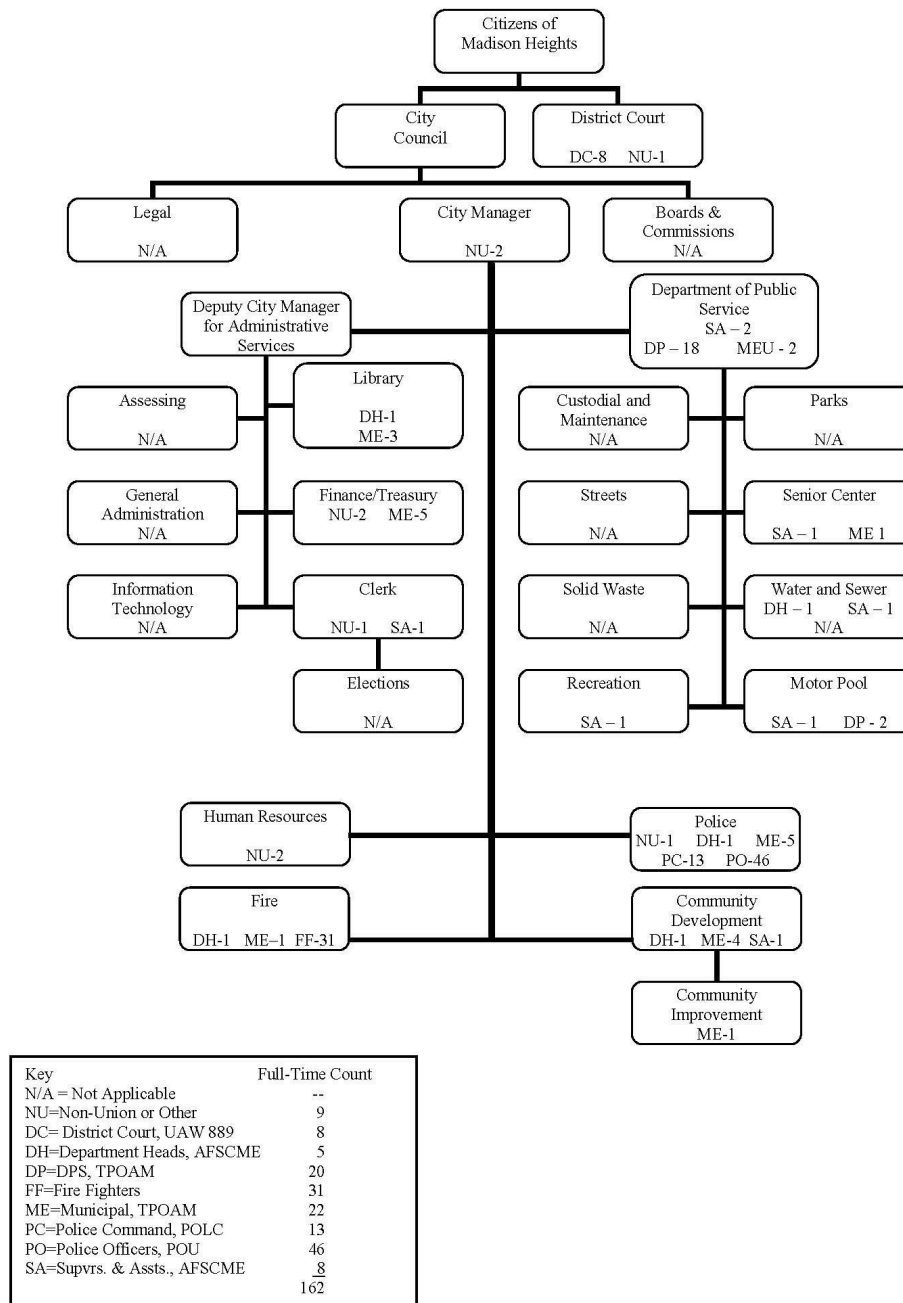 Citizens of
Madison Heights
City
Council
District Court
DC-8 NU-1
Legal
N/A
City Manager
NU-2
Boards &
Commissions
N/A
Deputy City Manager
for Administrative
Services
Department of Public
Service
SA – 2
DP – 18 MEU - 2
Library
DH-1
ME-3
Assessing
N/A
General
Administration
N/A
Finance/Treasury
NU-2 ME-5
Information
Technology
N/A
Clerk
NU-1 SA-1
Elections
N/A
Custodial and
Maintenance
N/A
Parks
N/A
Streets
N/A
Senior Center
SA – 1 ME 1
Solid Waste
N/A
Water and Sewer
DH – 1 SA – 1
N/A
Recreation
SA – 1
Motor Pool
SA – 1 DP - 2
Human Resources
NU-2
Police
NU-1 DH-1 ME-5
PC-13 PO-46
Fire
DH-1 ME–1 FF-31
Community
Development
DH-1 ME-4 SA-1
Community
Improvement
ME-1
Key Full-Time Count
N/A = Not Applicable --
NU=Non-Union or Other 9
DC= District Court, UAW 889 8
DH=Department Heads, AFSCME 5
DP=DPS, TPOAM 20
FF=Fire Fighters 31
ME=Municipal, TPOAM 22
PC=Police Command, POLC 13
PO=Police Officers, POU 46
SA=Supvrs. & Assts., AFSCME 8
162